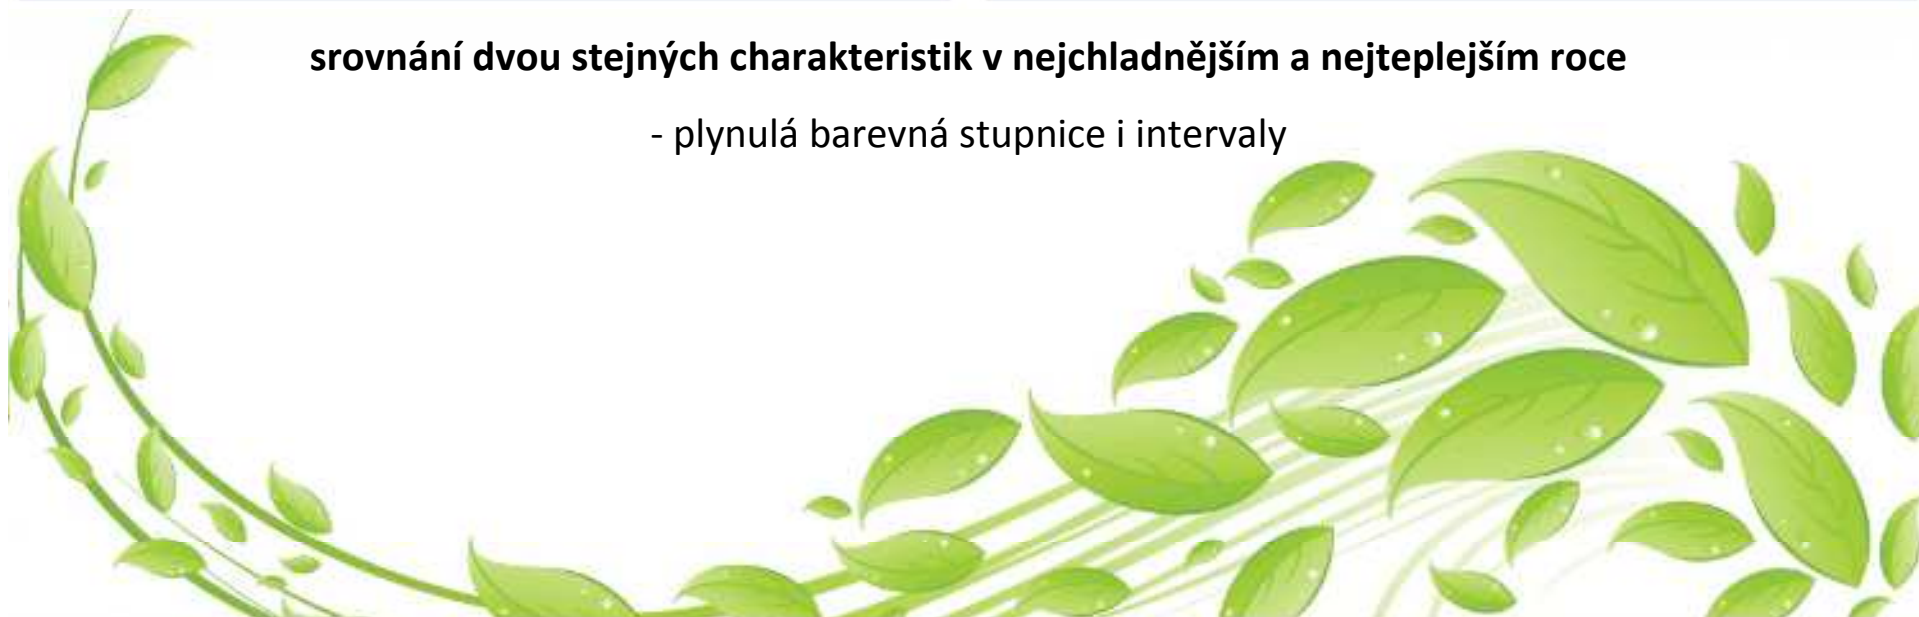 srovnání dvou stejných charakteristik v nejchladnějším a nejteplejším roce
- plynulá barevná stupnice i intervaly